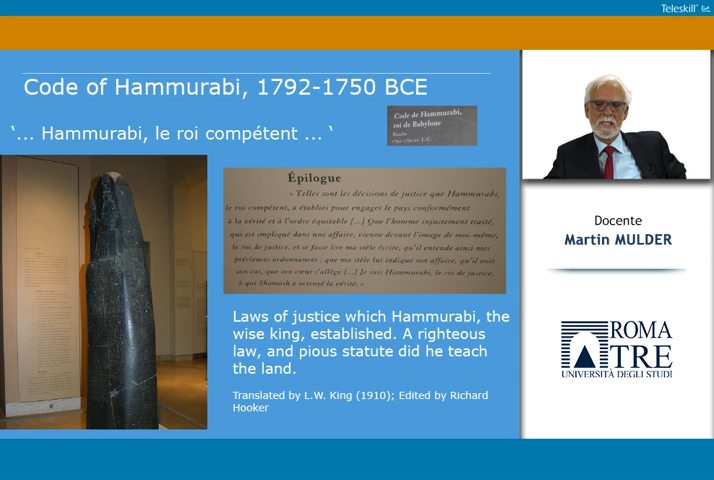 Teleskill
Code of Hammurabi, 1792-1750 BCE
‘... Hammurabi, le roi compétent ... ‘
Code de Hammurabi,
roi de Babylone
Épilogue
« Telles sont les décisions de justice que Hammurabi,
le roi compétent, a établies pour engager le pays conformément
à la vérité et à l'ordre équitable [...] Que l'homme injustement traité,
qui est impliqué dans une affaire, vienne devant l'image de moi-même,
le roi de justice, et se fasse lire ma stèle écrite, qu'il entende ainsi mes
précieuses ordonnances ; que ma stèle lui indique son affaire, qu'il voit
son cas, que son cœur s'allège [...] Je suis Hammurabi, le roi de justice,
à qui Shamash a octroyé la vérité. »
Laws of justice which Hammurabi, the
wise king, established. A righteous
law, and pious statute did he teach
the land.
Translated by L.W. King (1910); Edited by Richard
Hooker
Docente
Martin MULDER
ROMA
TRE
UNIVERSITÀ DEGLI STUDI